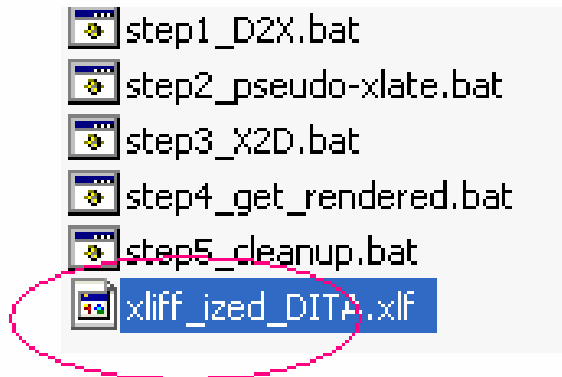 step1_D2X.bat
step2_pseudo-xlate.bat
step3_X2D.bat
step4_get_rendered.bat
step5_cleanup.bat
xliff_ized_DITA.xlf